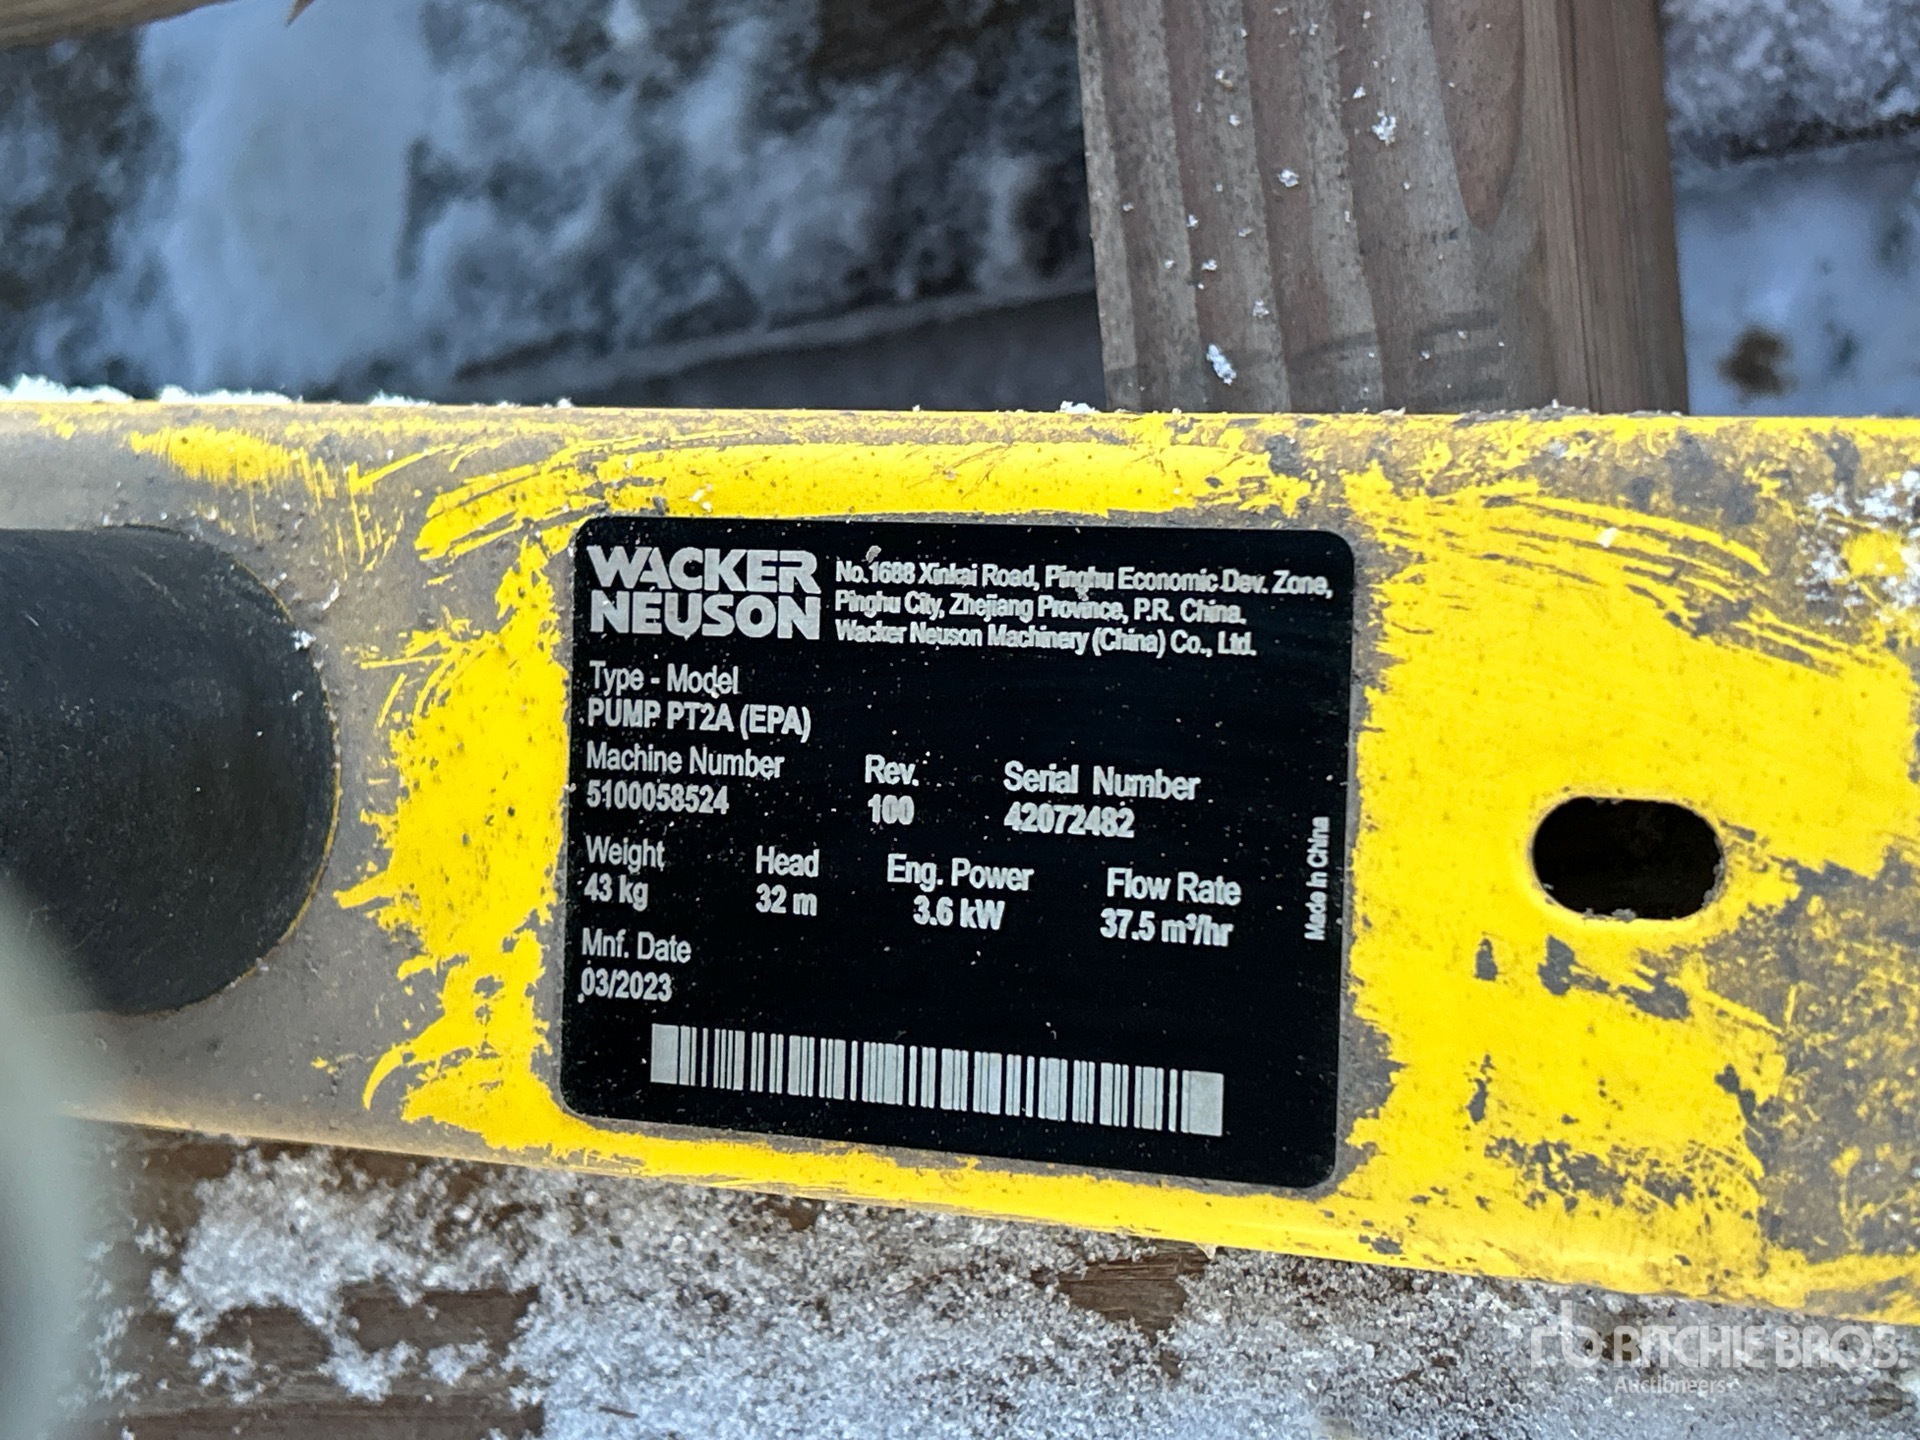 WACKER
NEUSON
No.1688 Xinkai Road, Pinghu Economic Dev. Zone,
Pinghu City, Zhejiang Province, P.R. China.
Wacker Neuson Machinery (China) Co., Ltd.
Type - Model
PUMP PT2A (EPA)
Machine Number Rev. Serial Number
5100058524 100 42072482
Weight Head Eng. Power Flow Rate
43 kg 32 m 3.6 kW 37.5 m³/hr
Mnf. Date
03/2023
Made in China
rb RITCHIE BROS.
Auctioneers